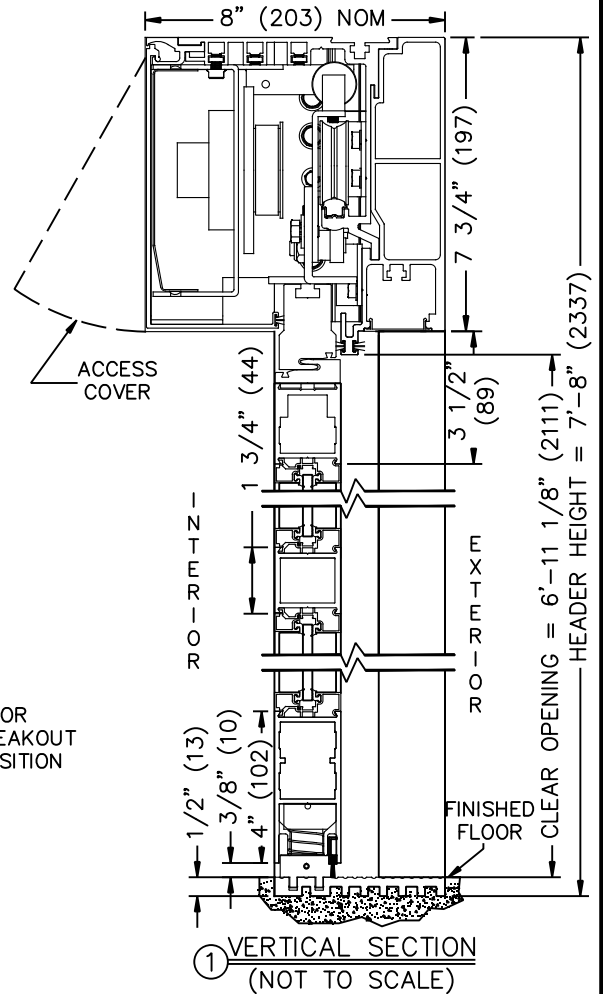 8" (203) NOM
7 3/4" (197)
HEADER HEIGHT = 7'-8" (2337)
ACCESS
COVER
1 3/4" (44)
3 1/2"
(89)
CLEAR OPENING = 6'-11 1/8" (2111)
INTERIOR
EXTERIOR
OR
EAKOUT
SITION
1/2" (13)
3/8" (10)
4" (102)
FINISHED
FLOOR
1 VERTICAL SECTION
(NOT TO SCALE)